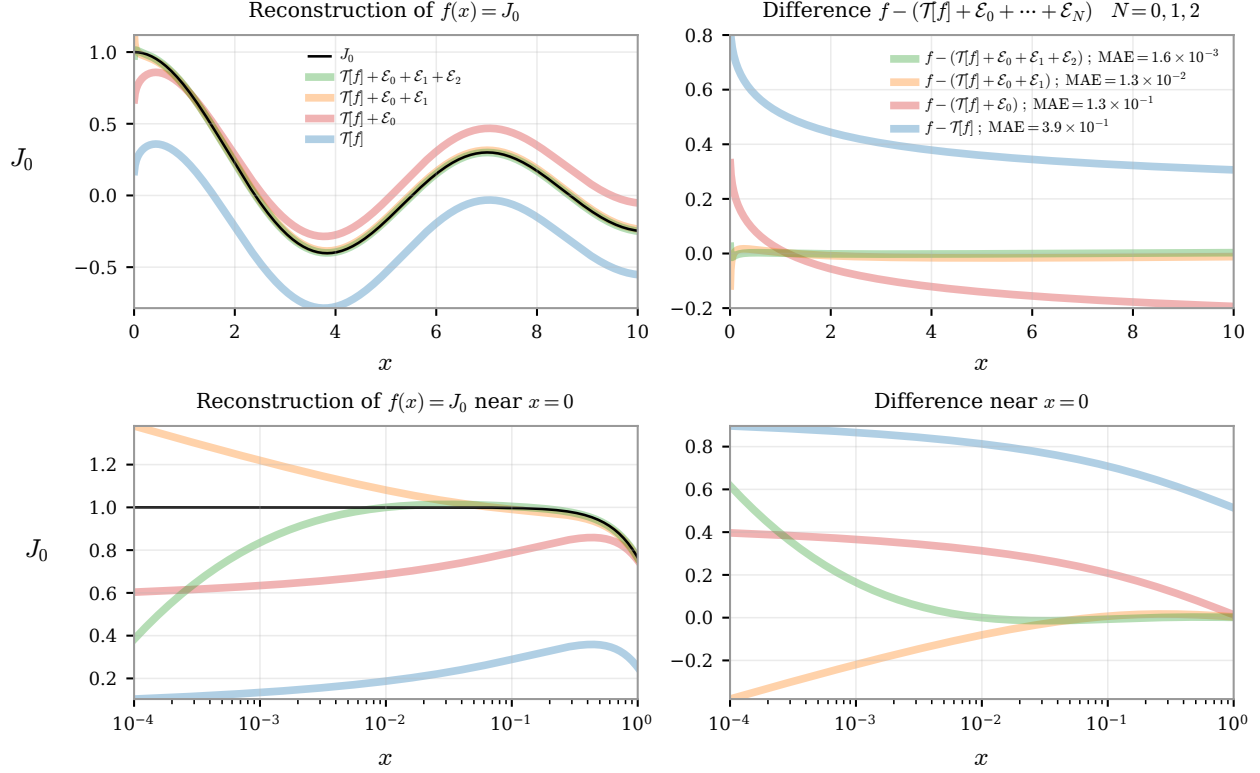 Reconstruction of f(x) = J₀
1.0
0.5
0.0
−0.5
J₀
J₀
𝒯[f] + ℰ₀ + ℰ₁ + ℰ₂
𝒯[f] + ℰ₀ + ℰ₁
𝒯[f] + ℰ₀
𝒯[f]
0 2 4 6 8 10
x
Difference f − (𝒯[f] + ℰ₀ + ⋯ + ℰ_N) N = 0, 1, 2
0.8
0.6
0.4
0.2
0.0
−0.2
f − (𝒯[f] + ℰ₀ + ℰ₁ + ℰ₂) ; MAE = 1.6 × 10⁻³
f − (𝒯[f] + ℰ₀ + ℰ₁) ; MAE = 1.3 × 10⁻²
f − (𝒯[f] + ℰ₀) ; MAE = 1.3 × 10⁻¹
f − 𝒯[f] ; MAE = 3.9 × 10⁻¹
0 2 4 6 8 10
x
Reconstruction of f(x) = J₀ near x = 0
1.2
1.0
0.8
0.6
0.4
0.2
J₀
10⁻⁴ 10⁻³ 10⁻² 10⁻¹ 10⁰
x
Difference near x = 0
0.8
0.6
0.4
0.2
0.0
−0.2
10⁻⁴ 10⁻³ 10⁻² 10⁻¹ 10⁰
x